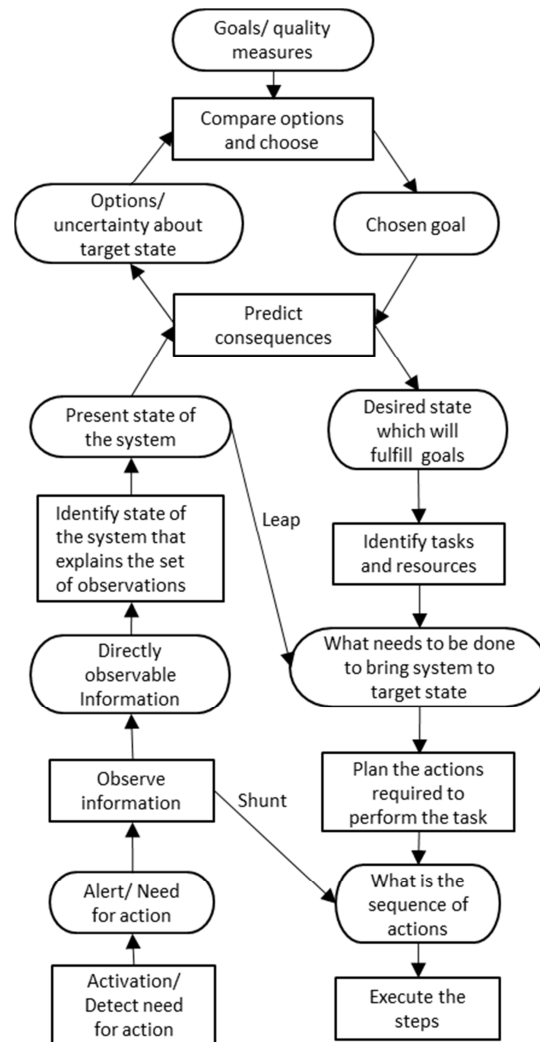 Goals/ quality
measures
Compare options
and choose
Options/
uncertainty about
target state
Chosen goal
Predict
consequences
Present state of
the system
Desired state
which will
fulfill goals
Leap
Identify state of
the system that
explains the set
of observations
Identify tasks
and resources
Directly
observable
Information
What needs to be done
to bring system to
target state
Observe
information
Shunt
Plan the actions
required to
perform the task
Alert/ Need
for action
What is the
sequence of
actions
Activation/
Detect need
for action
Execute the
steps